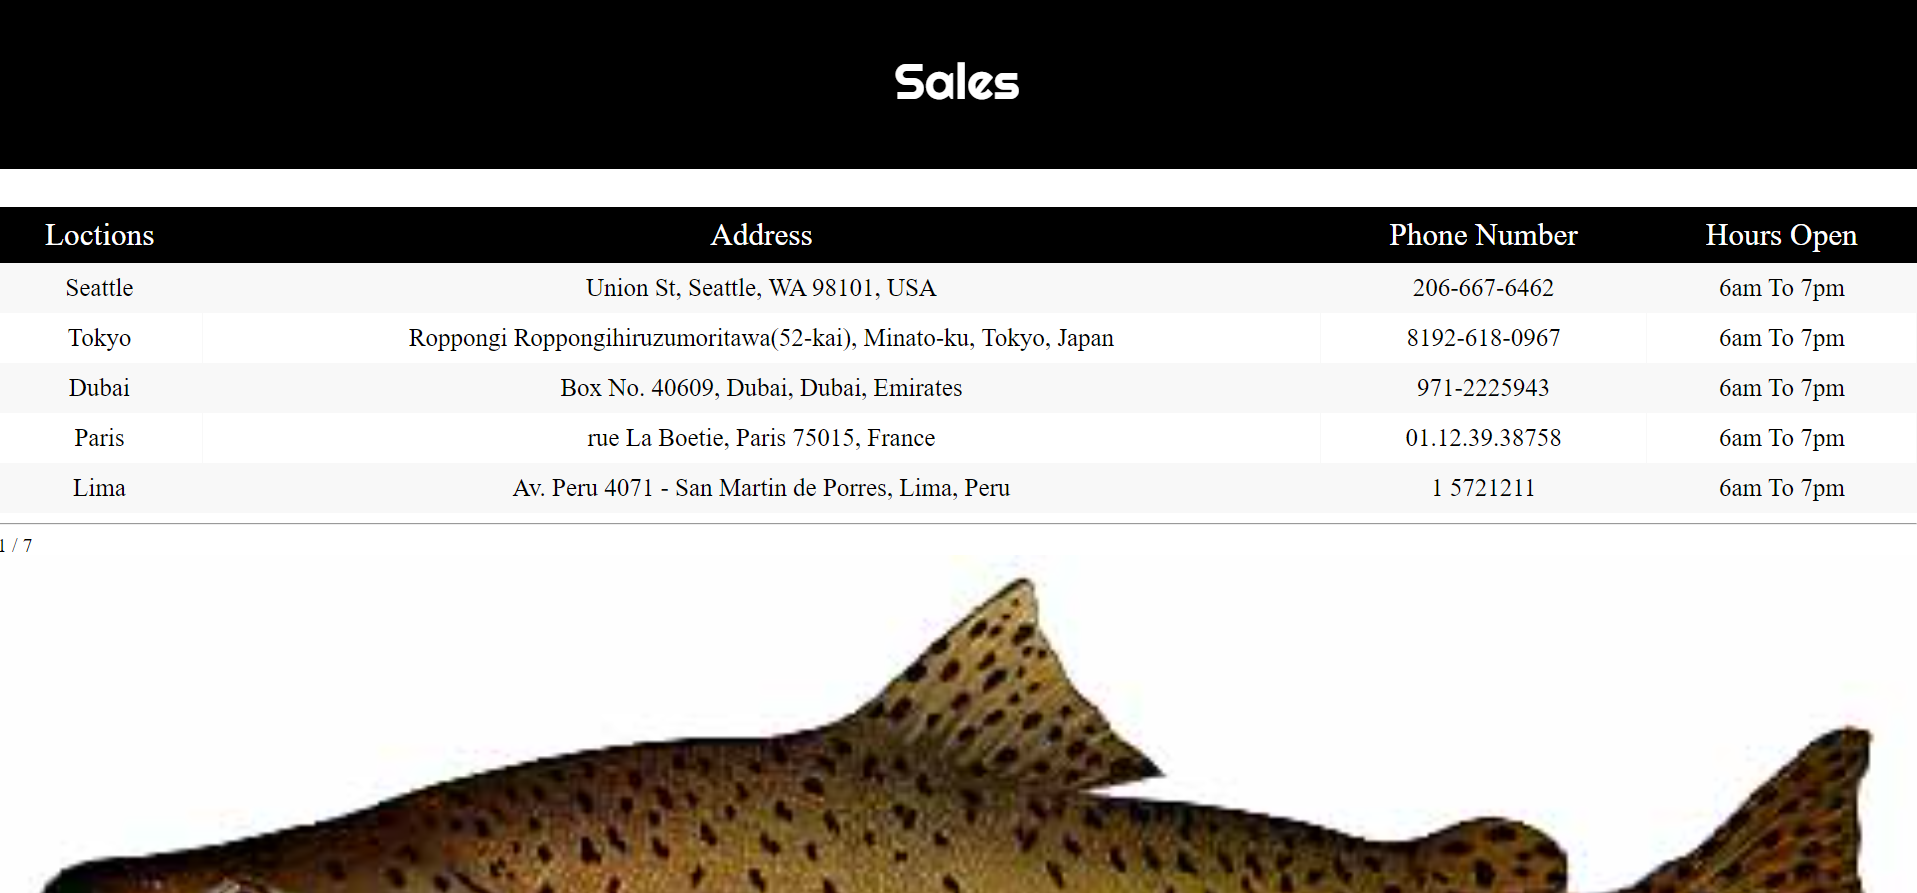 Sales
Loctions Address Phone Number Hours Open
Seattle Union St, Seattle, WA 98101, USA 206-667-6462 6am To 7pm
Tokyo Roppongi Roppongihiruzumoritawa(52-kai), Minato-ku, Tokyo, Japan 8192-618-0967 6am To 7pm
Dubai Box No. 40609, Dubai, Dubai, Emirates 971-2225943 6am To 7pm
Paris rue La Boetie, Paris 75015, France 01.12.39.38758 6am To 7pm
Lima Av. Peru 4071 - San Martin de Porres, Lima, Peru 1 5721211 6am To 7pm
1 / 7